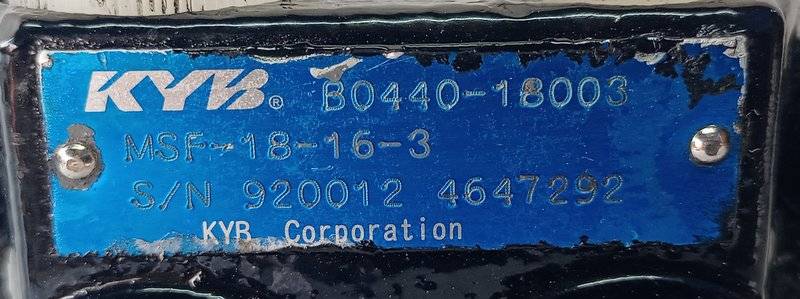 KYB® B0440-18003
MSF-18-16-3
S/N 920012 4647292
KYB Corporation